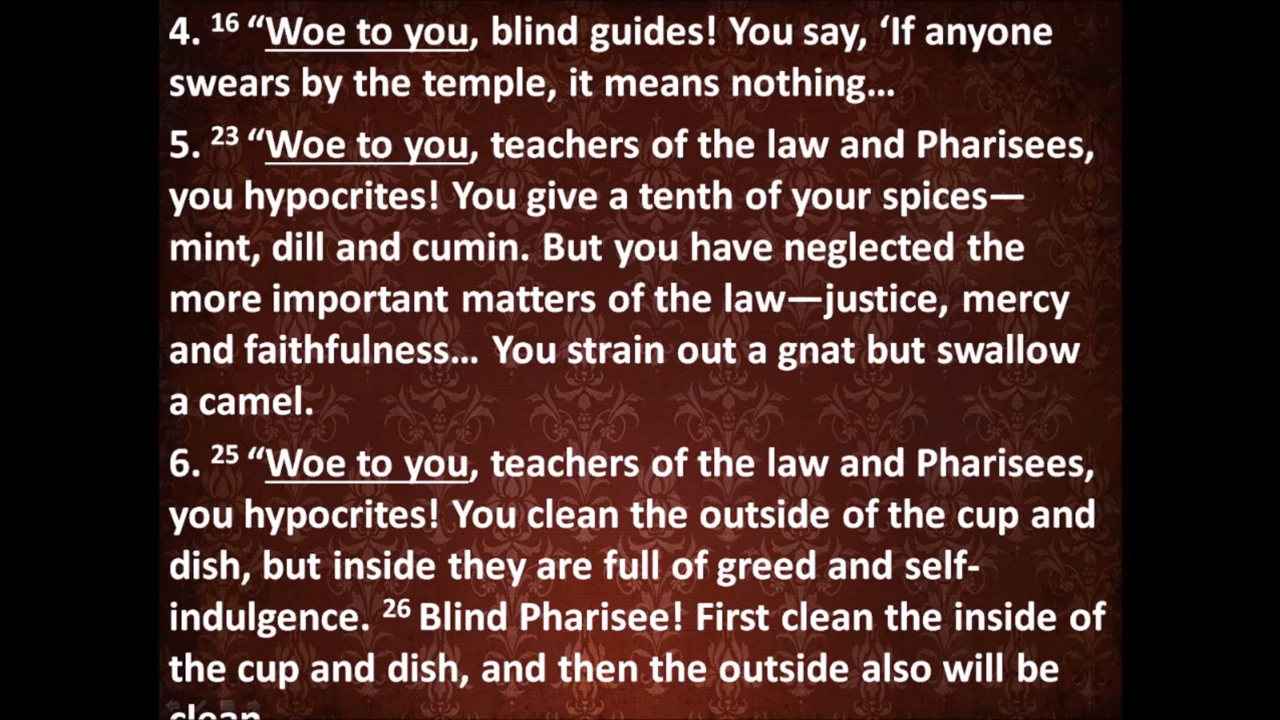 4. 16 “Woe to you, blind guides! You say, ‘If anyone
swears by the temple, it means nothing…
5. 23 “Woe to you, teachers of the law and Pharisees,
you hypocrites! You give a tenth of your spices—
mint, dill and cumin. But you have neglected the
more important matters of the law—justice, mercy
and faithfulness… You strain out a gnat but swallow
a camel.
6. 25 “Woe to you, teachers of the law and Pharisees,
you hypocrites! You clean the outside of the cup and
dish, but inside they are full of greed and self-
indulgence. 26 Blind Pharisee! First clean the inside of
the cup and dish, and then the outside also will be
clean